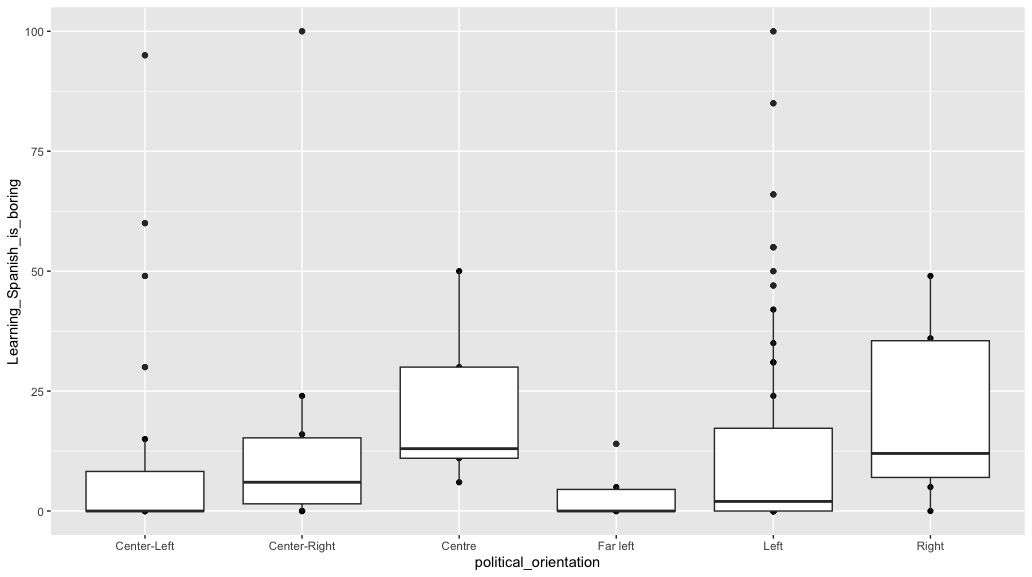 Learning_Spanish_is_boring
100
75
50
25
0
Center-Left Center-Right Centre Far left Left Right
political_orientation